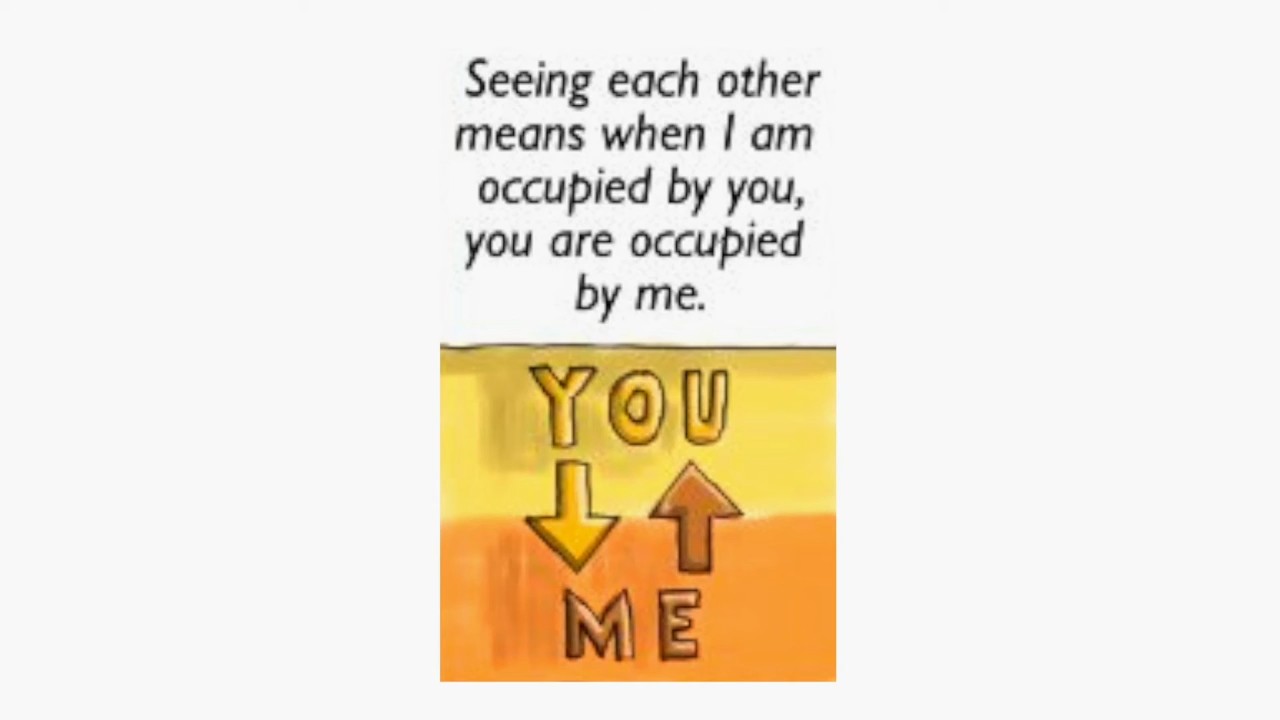 Seeing each other
means when I am
occupied by you,
you are occupied
by me.
YOU
ME